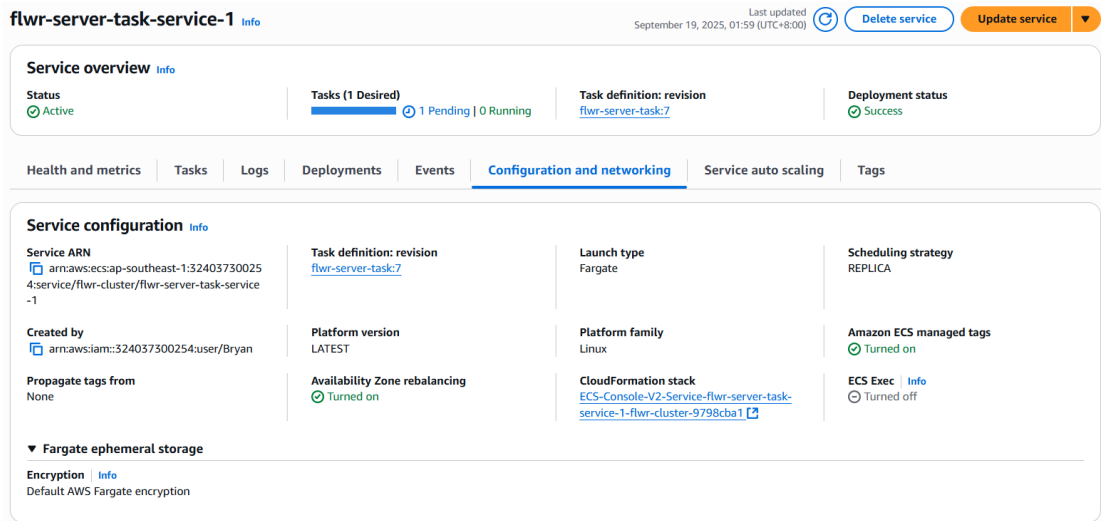 flwr-server-task-service-1 Info
Last updated
September 19, 2025, 01:59 (UTC+8:00)
Delete service
Update service
Service overview Info
Status
Active
Tasks (1 Desired)
1 Pending | 0 Running
Task definition: revision
flwr-server-task:7
Deployment status
Success
Health and metrics
Tasks
Logs
Deployments
Events
Configuration and networking
Service auto scaling
Tags
Service configuration Info
Service ARN
arn:aws:ecs:ap-southeast-1:32403730025
4:service/flwr-cluster/flwr-server-task-service
-1
Task definition: revision
flwr-server-task:7
Launch type
Fargate
Scheduling strategy
REPLICA
Created by
arn:aws:iam::324037300254:user/Bryan
Platform version
LATEST
Platform family
Linux
Amazon ECS managed tags
Turned on
Propagate tags from
None
Availability Zone rebalancing
Turned on
CloudFormation stack
ECS-Console-V2-Service-flwr-server-task-
service-1-flwr-cluster-9798cba1
ECS Exec Info
Turned off
Fargate ephemeral storage
Encryption Info
Default AWS Fargate encryption